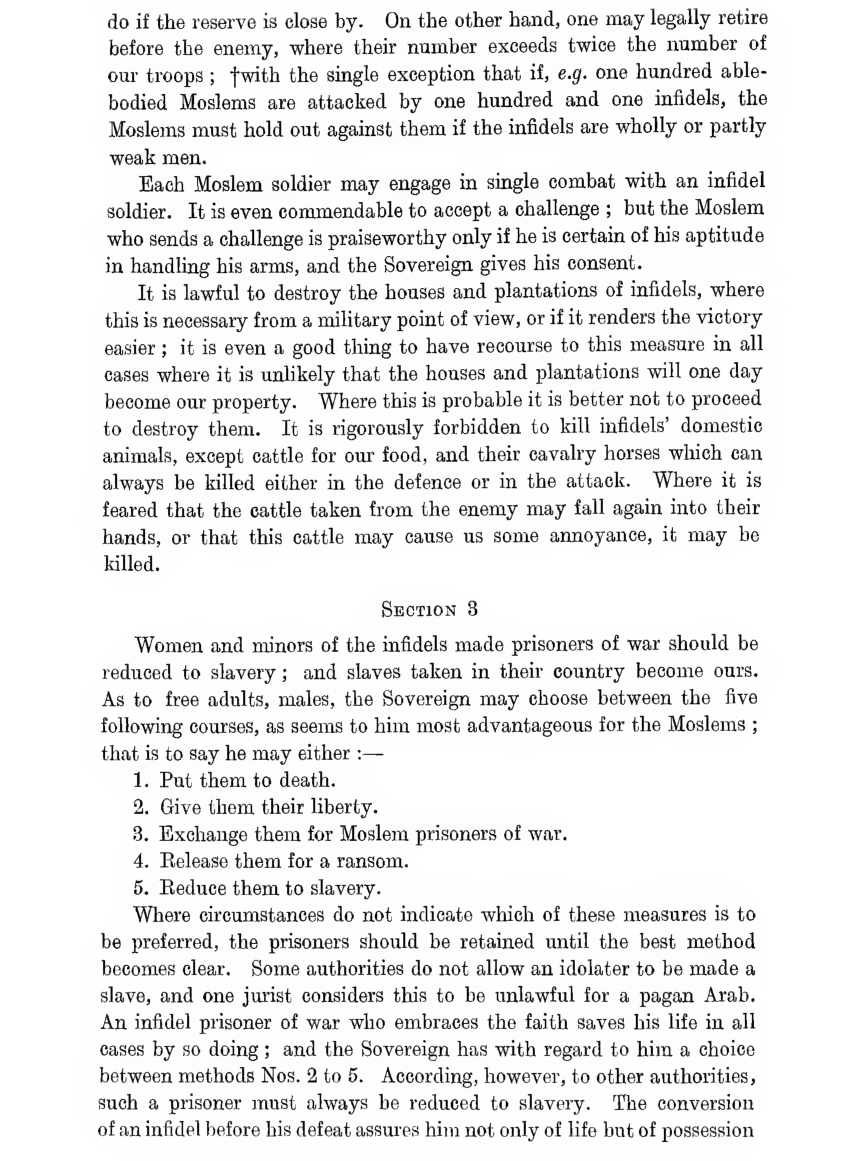 do if the reserve is close by. On the other hand, one may legally retire
before the enemy, where their number exceeds twice the number of
our troops ; †with the single exception that if, e.g. one hundred able-
bodied Moslems are attacked by one hundred and one infidels, the
Moslems must hold out against them if the infidels are wholly or partly
weak men.
Each Moslem soldier may engage in single combat with an infidel
soldier. It is even commendable to accept a challenge ; but the Moslem
who sends a challenge is praiseworthy only if he is certain of his aptitude
in handling his arms, and the Sovereign gives his consent.
It is lawful to destroy the houses and plantations of infidels, where
this is necessary from a military point of view, or if it renders the victory
easier ; it is even a good thing to have recourse to this measure in all
cases where it is unlikely that the houses and plantations will one day
become our property. Where this is probable it is better not to proceed
to destroy them. It is rigorously forbidden to kill infidels' domestic
animals, except cattle for our food, and their cavalry horses which can
always be killed either in the defence or in the attack. Where it is
feared that the cattle taken from the enemy may fall again into their
hands, or that this cattle may cause us some annoyance, it may be
killed.
SECTION 3
Women and minors of the infidels made prisoners of war should be
reduced to slavery ; and slaves taken in their country become ours.
As to free adults, males, the Sovereign may choose between the five
following courses, as seems to him most advantageous for the Moslems ;
that is to say he may either :—
1. Put them to death.
2. Give them their liberty.
3. Exchange them for Moslem prisoners of war.
4. Release them for a ransom.
5. Reduce them to slavery.
Where circumstances do not indicate which of these measures is to
be preferred, the prisoners should be retained until the best method
becomes clear. Some authorities do not allow an idolater to be made a
slave, and one jurist considers this to be unlawful for a pagan Arab.
An infidel prisoner of war who embraces the faith saves his life in all
cases by so doing ; and the Sovereign has with regard to him a choice
between methods Nos. 2 to 5. According, however, to other authorities,
such a prisoner must always be reduced to slavery. The conversion
of an infidel before his defeat assures him not only of life but of possession